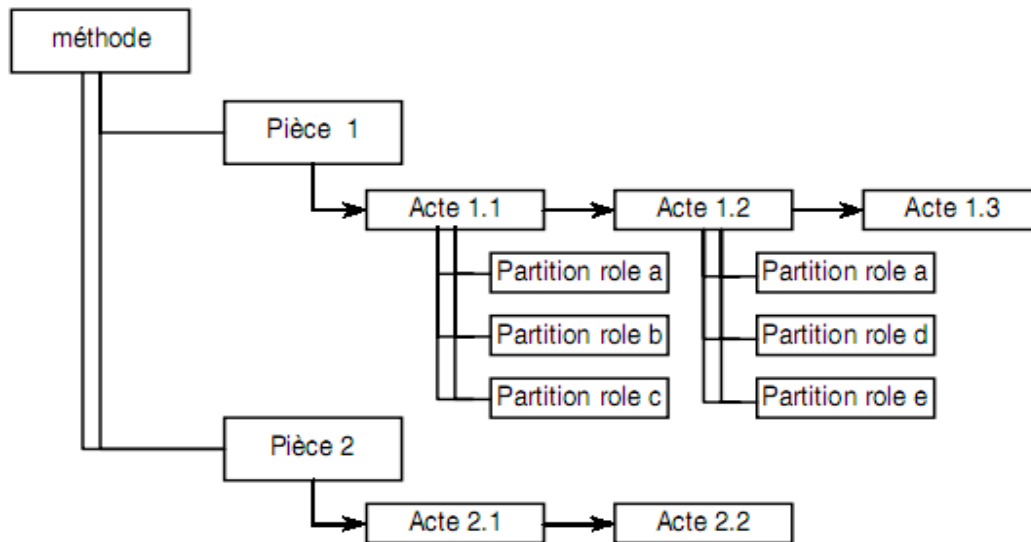 méthode
Pièce 1
Acte 1.1
Acte 1.2
Acte 1.3
Partition role a
Partition role a
Partition role b
Partition role d
Partition role c
Partition role e
Pièce 2
Acte 2.1
Acte 2.2